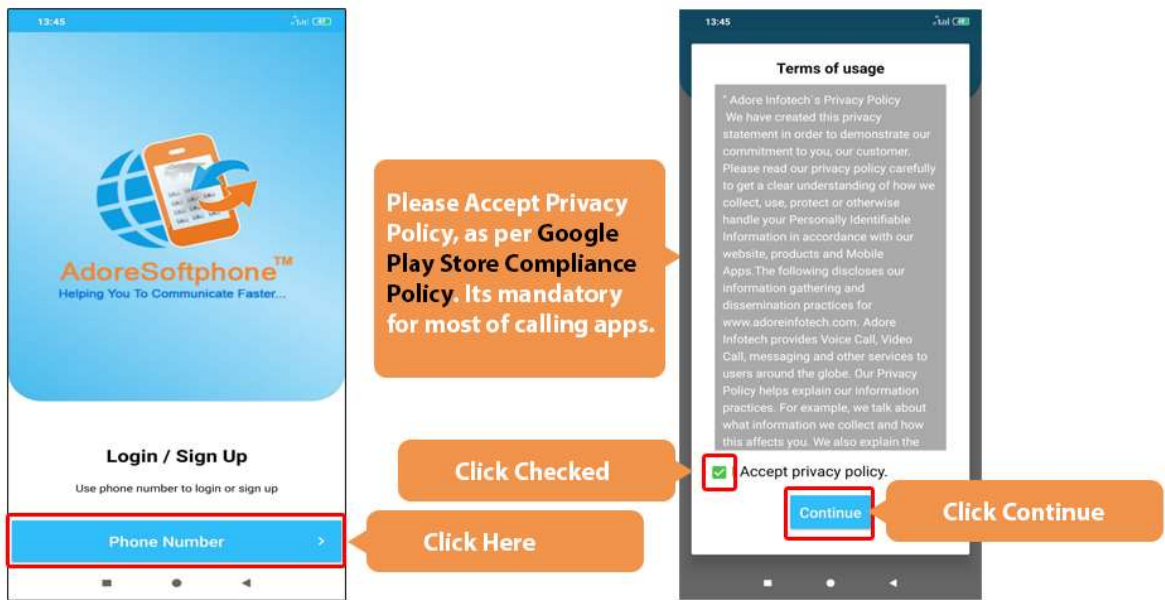 13:45
AdoreSoftphone™
Helping You To Communicate Faster...
Login / Sign Up
Use phone number to login or sign up
Phone Number >
Please Accept Privacy
Policy, as per Google
Play Store Compliance
Policy. Its mandatory
for most of calling apps.
Click Checked
Click Here
13:45
Terms of usage
" Adore Infotech`s Privacy Policy
We have created this privacy
statement in order to demonstrate our
commitment to you, our customer.
Please read our privacy policy carefully
to get a clear understanding of how we
collect, use, protect or otherwise
handle your Personally Identifiable
Information in accordance with our
website, products and Mobile
Apps.The following discloses our
information gathering and
dissemination practices for
www.adoreinfotech.com. Adore
Infotech provides Voice Call, Video
Call, messaging and other services to
users around the globe. Our Privacy
Policy helps explain our information
practices. For example, we talk about
what information we collect and how
this affects you. We also explain the
Accept privacy policy.
Continue
Click Continue